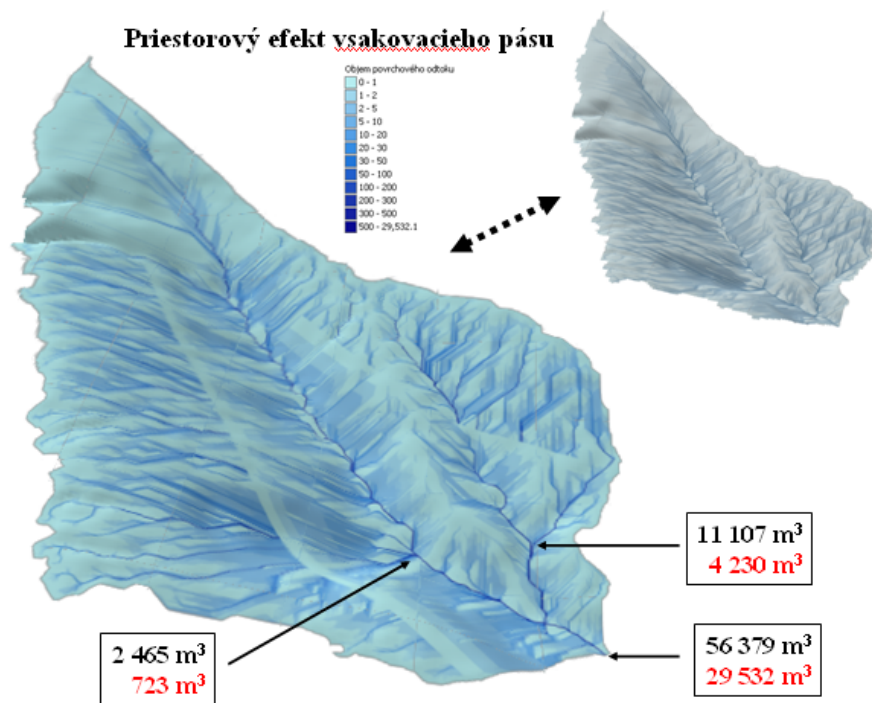 Priestorový efekt vsakovacieho pásu
Objem povrchového odtoku
0 - 1
1 - 2
2 - 5
5 - 10
10 - 20
20 - 30
30 - 50
50 - 100
100 - 200
200 - 300
300 - 500
500 - 29,532.1
11 107 m³
4 230 m³
2 465 m³
723 m³
56 379 m³
29 532 m³